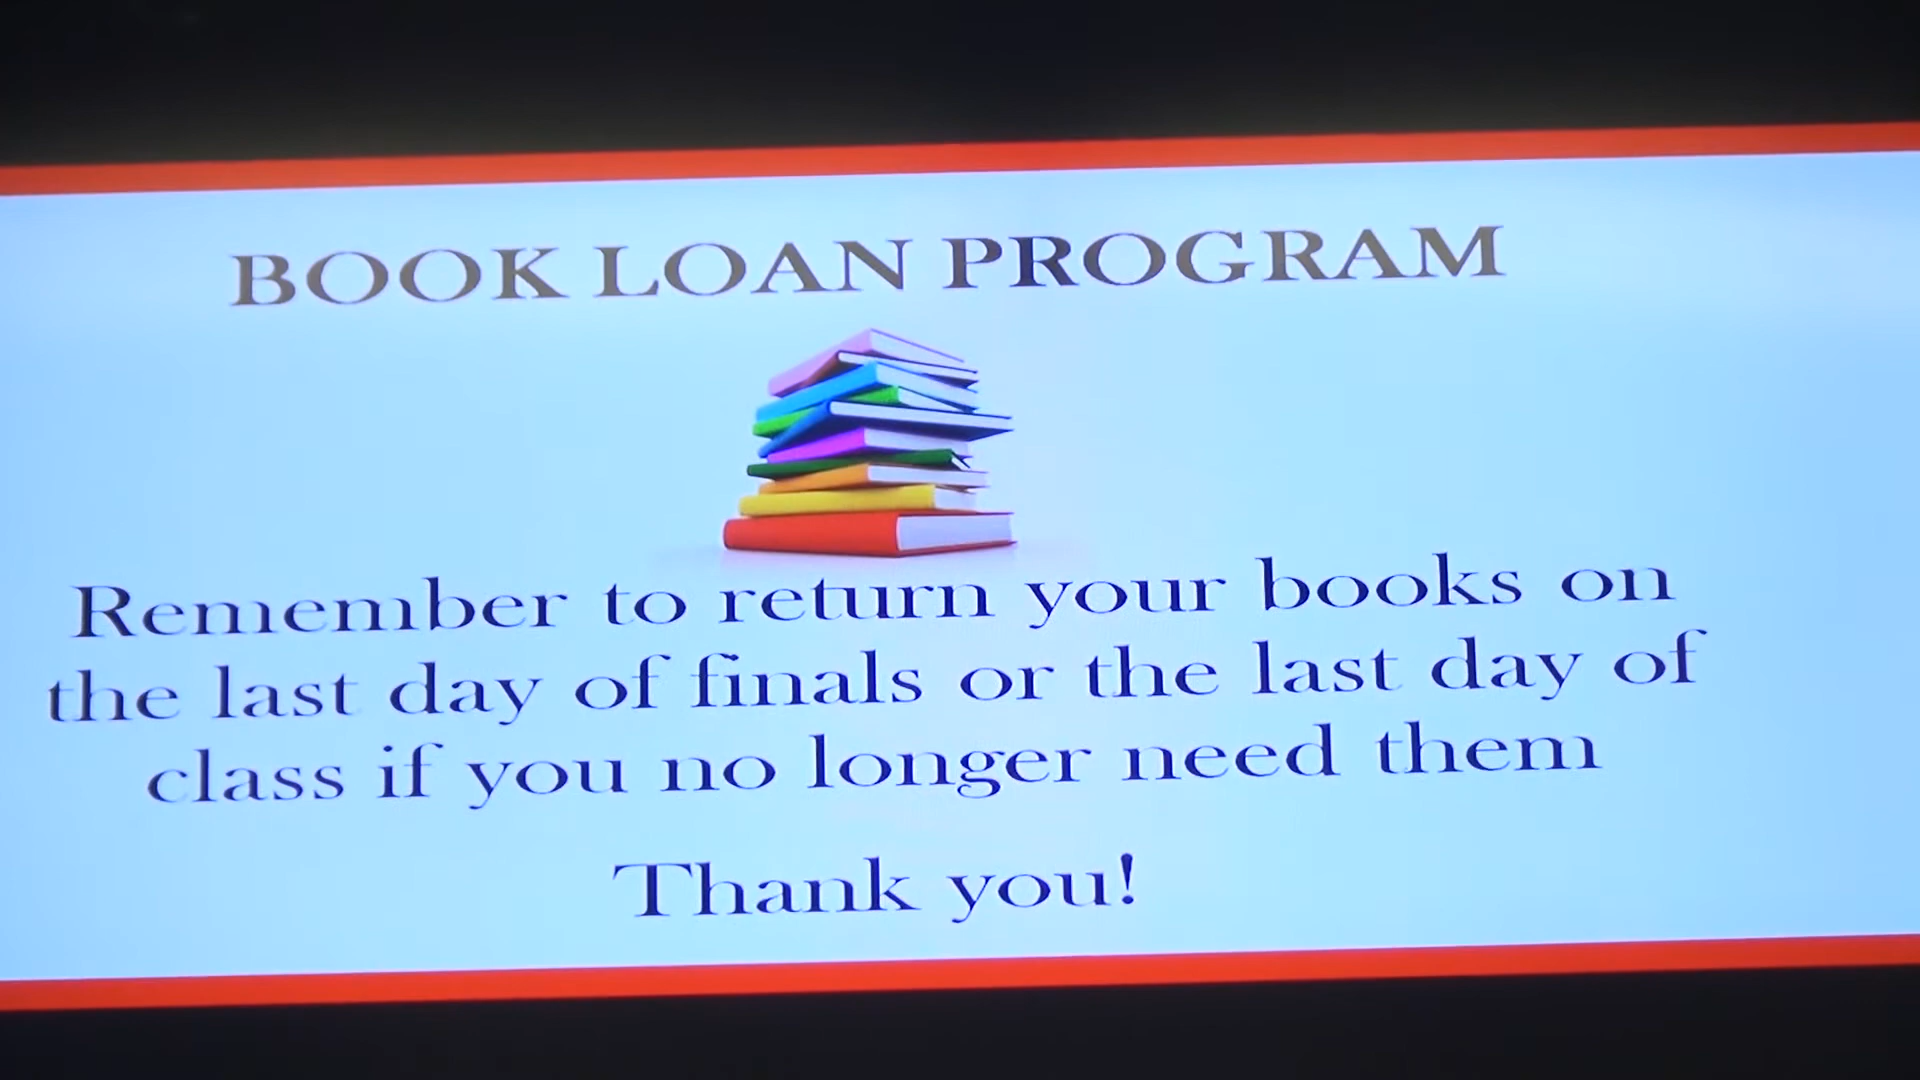 BOOK LOAN PROGRAM
Remember to return your books on
the last day of finals or the last day of
class if you no longer need them
Thank you!